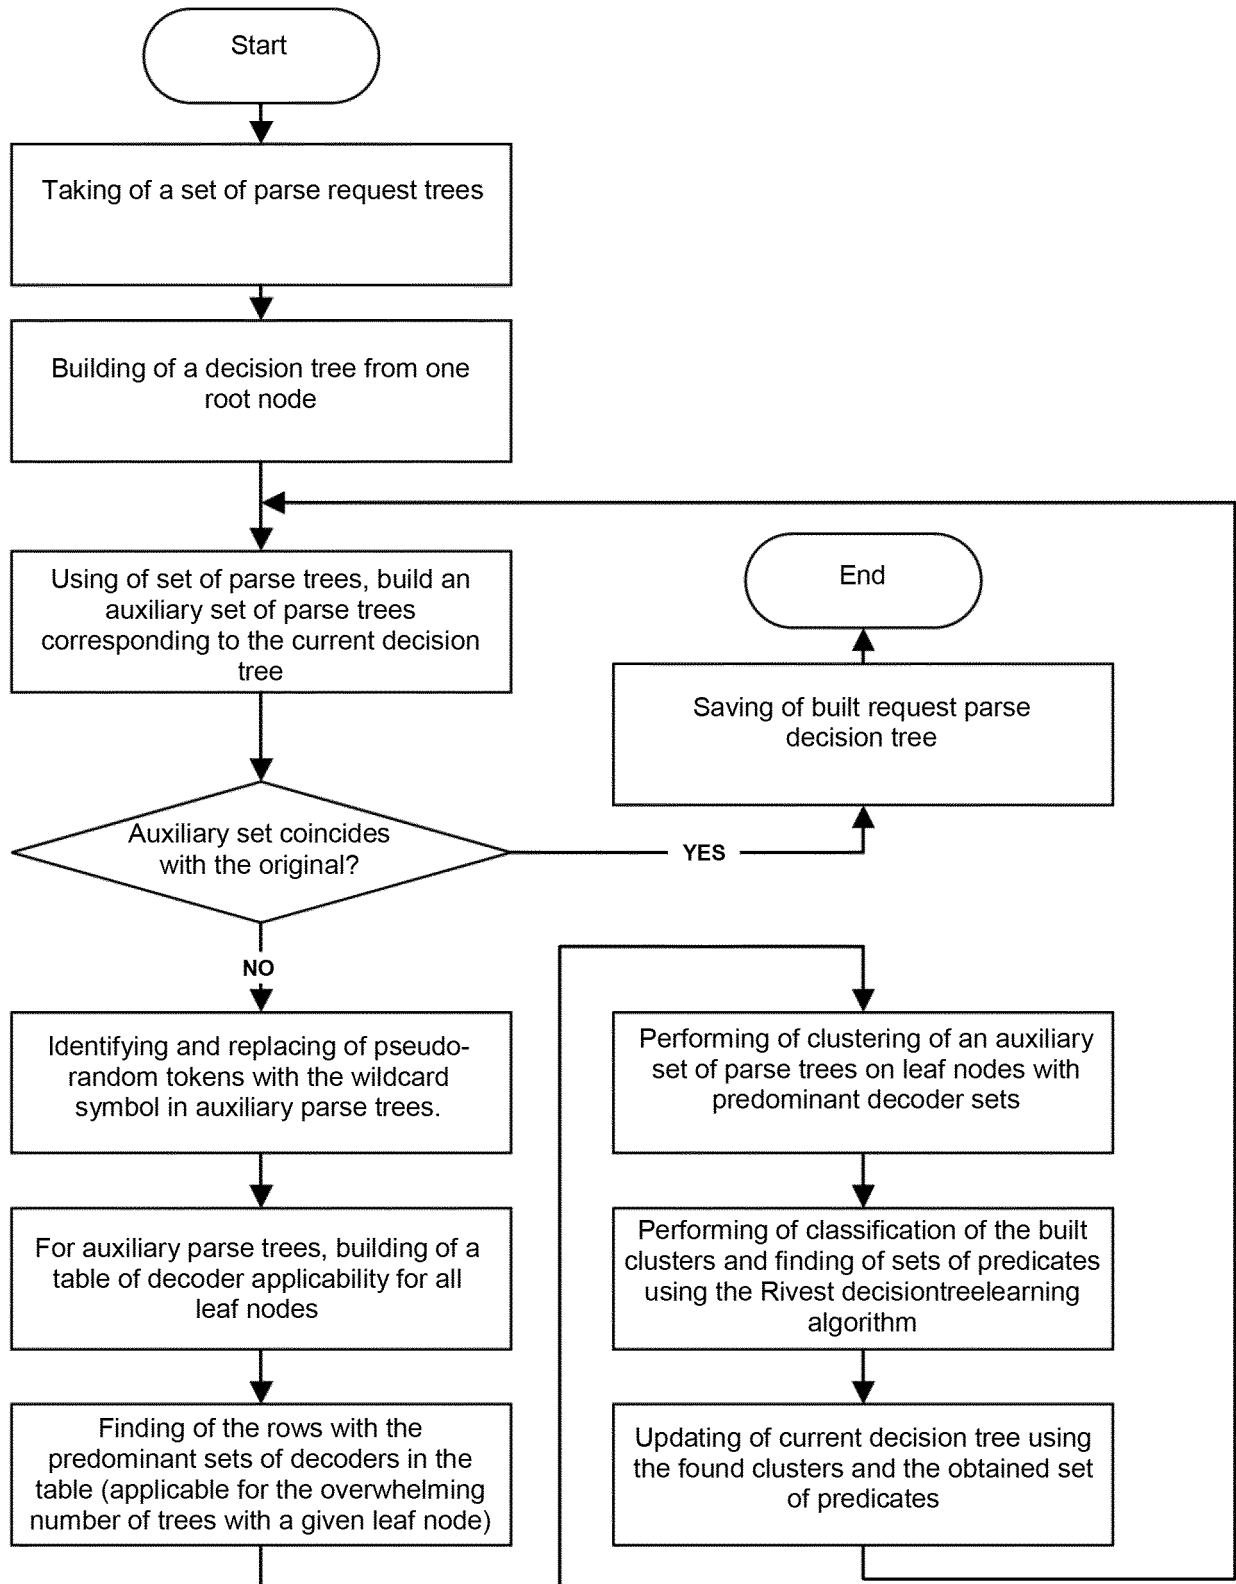 Start
Taking of a set of parse request trees
Building of a decision tree from one
root node
Using of set of parse trees, build an
auxiliary set of parse trees
corresponding to the current decision
tree
End
Saving of built request parse
decision tree
Auxiliary set coincides
with the original?
YES
NO
Identifying and replacing of pseudo-
random tokens with the wildcard
symbol in auxiliary parse trees.
For auxiliary parse trees, building of a
table of decoder applicability for all
leaf nodes
Finding of the rows with the
predominant sets of decoders in the
table (applicable for the overwhelming
number of trees with a given leaf node)
Performing of clustering of an auxiliary
set of parse trees on leaf nodes with
predominant decoder sets
Performing of classification of the built
clusters and finding of sets of predicates
using the Rivest decisiontreelearning
algorithm
Updating of current decision tree using
the found clusters and the obtained set
of predicates